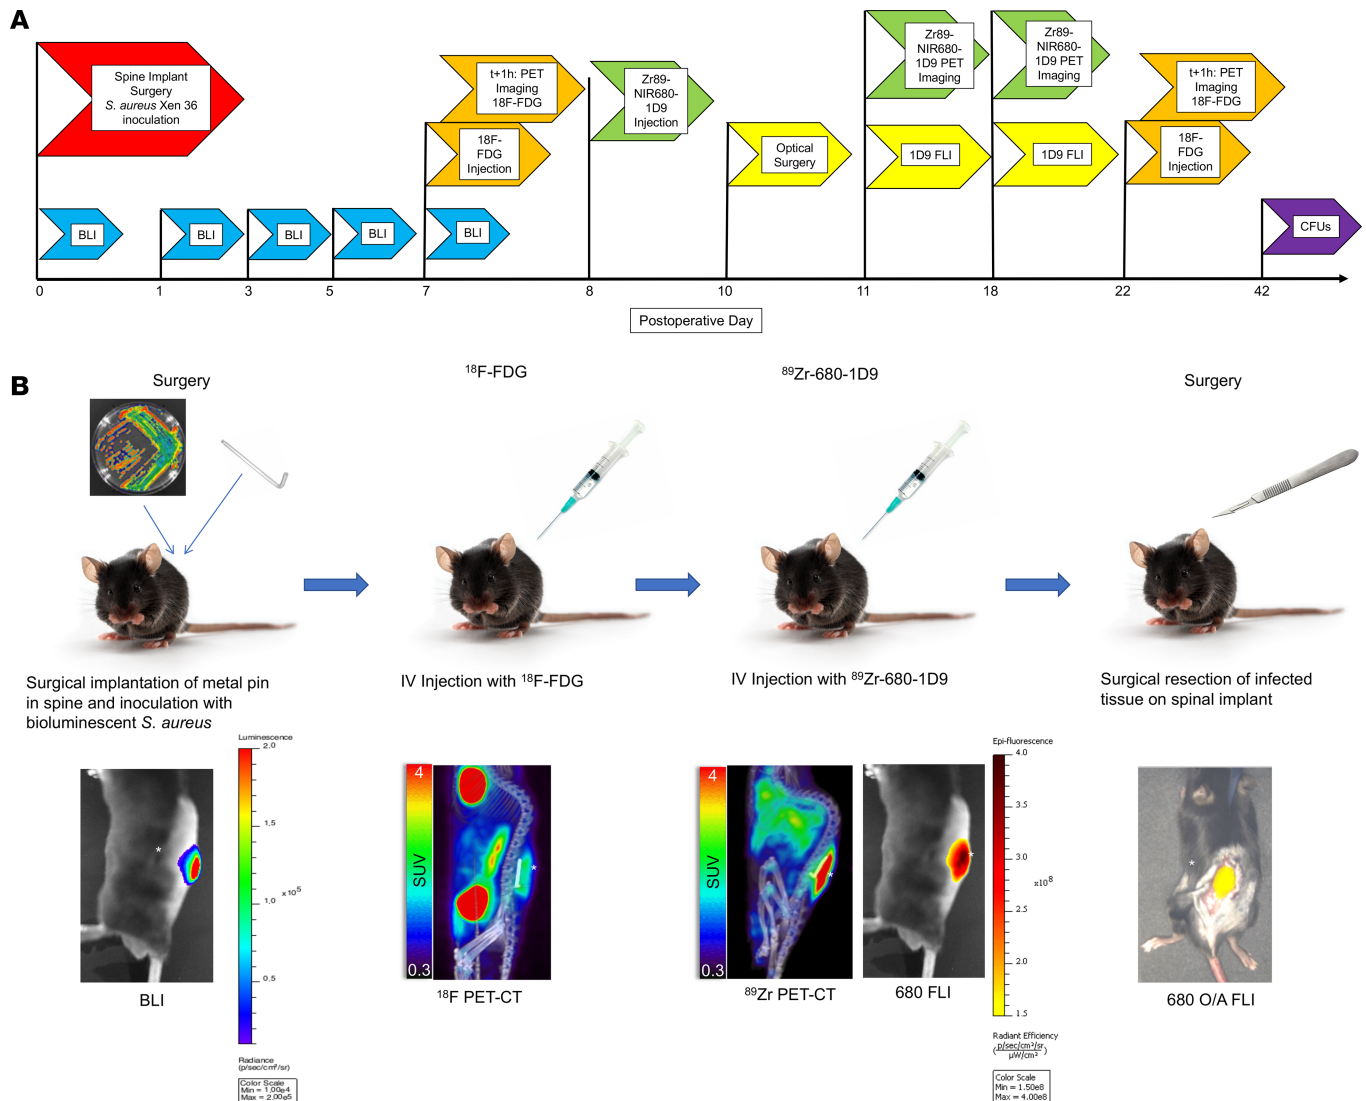 A
Spine Implant
Surgery
S. aureus Xen 36
inoculation
t+1h: PET
Imaging
18F-FDG
18F-
FDG
Injection
Zr89-
NIR680-
1D9
Injection
Optical
Surgery
Zr89-
NIR680-
1D9 PET
Imaging
1D9 FLI
Zr89-
NIR680-
1D9 PET
Imaging
1D9 FLI
t+1h: PET
Imaging
18F-FDG
18F-
FDG
Injection
BLI
BLI
BLI
BLI
BLI
CFUs
0 1 3 5 7 8 10 11 18 22 42
Postoperative Day
B
Surgery
18F-FDG
89Zr-680-1D9
Surgery
Surgical implantation of metal pin
in spine and inoculation with
bioluminescent S. aureus
IV Injection with 18F-FDG
IV Injection with 89Zr-680-1D9
Surgical resection of infected
tissue on spinal implant
*
BLI
Luminescence
2.0
1.5
x10^5
1.0
0.5
Radiance
(p/sec/cm²/sr)
Color Scale
Min = 1.00e4
Max = 2.00e5
4
SUV
0.3
*
18F PET-CT
4
SUV
0.3
*
89Zr PET-CT
*
680 FLI
Epi-fluorescence
4.0
3.5
3.0
x10^8
2.5
2.0
1.5
Radiant Efficiency
(p/sec/cm²/sr
µW/cm²)
Color Scale
Min = 1.50e8
Max = 4.00e8
*
680 O/A FLI